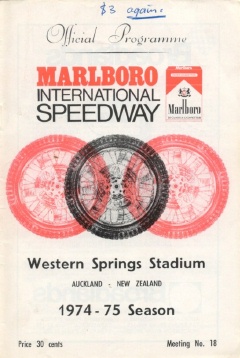 $3 again.
Official Programme
MARLBORO
INTERNATIONAL
SPEEDWAY
Marlboro
Western Springs Stadium
AUCKLAND - NEW ZEALAND
1974 - 75 Season
Price 30 cents
Meeting No. 18